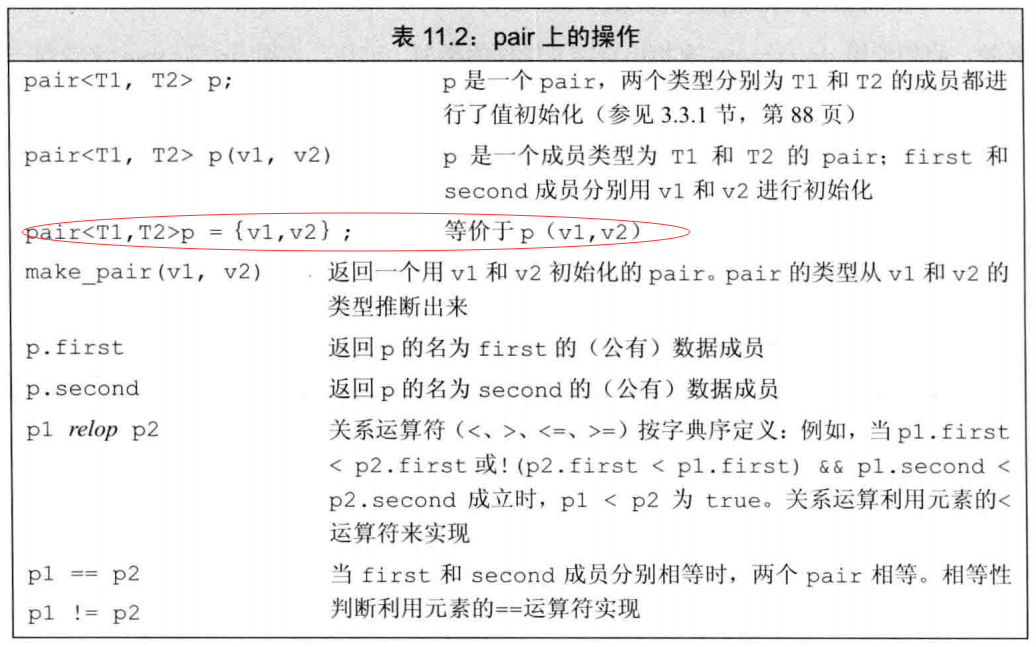 表 11.2：pair 上的操作
pair<T1, T2> p; p 是一个 pair，两个类型分别为 T1 和 T2 的成员都进
行了值初始化（参见 3.3.1 节，第 88 页）
pair<T1, T2> p(v1, v2) p 是一个成员类型为 T1 和 T2 的 pair；first 和
second 成员分别用 v1 和 v2 进行初始化
pair<T1,T2>p = {v1,v2} ; 等价于 p（v1,v2）
make_pair(v1, v2) 返回一个用 v1 和 v2 初始化的 pair。pair 的类型从 v1 和 v2 的
类型推断出来
p.first 返回 p 的名为 first 的（公有）数据成员
p.second 返回 p 的名为 second 的（公有）数据成员
p1 relop p2 关系运算符（<、>、<=、>=）按字典序定义：例如，当 p1.first
< p2.first 或!(p2.first < p1.first) && p1.second <
p2.second 成立时，p1 < p2 为 true。关系运算利用元素的<
运算符来实现
p1 == p2 当 first 和 second 成员分别相等时，两个 pair 相等。相等性
p1 != p2 判断利用元素的==运算符实现